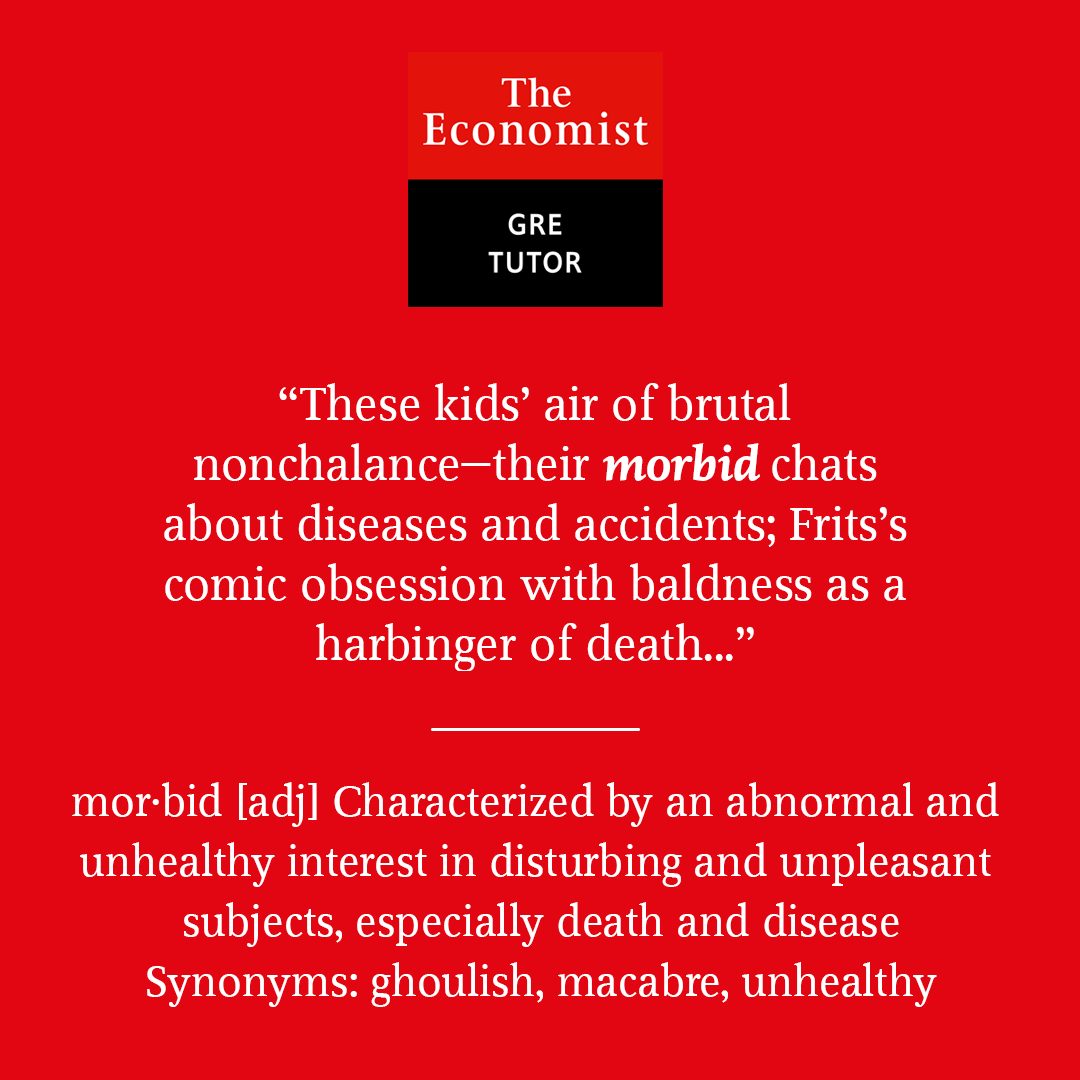 The
Economist
GRE
TUTOR
“These kids’ air of brutal
nonchalance—their morbid chats
about diseases and accidents; Frits’s
comic obsession with baldness as a
harbinger of death...”
mor·bid [adj] Characterized by an abnormal and
unhealthy interest in disturbing and unpleasant
subjects, especially death and disease
Synonyms: ghoulish, macabre, unhealthy